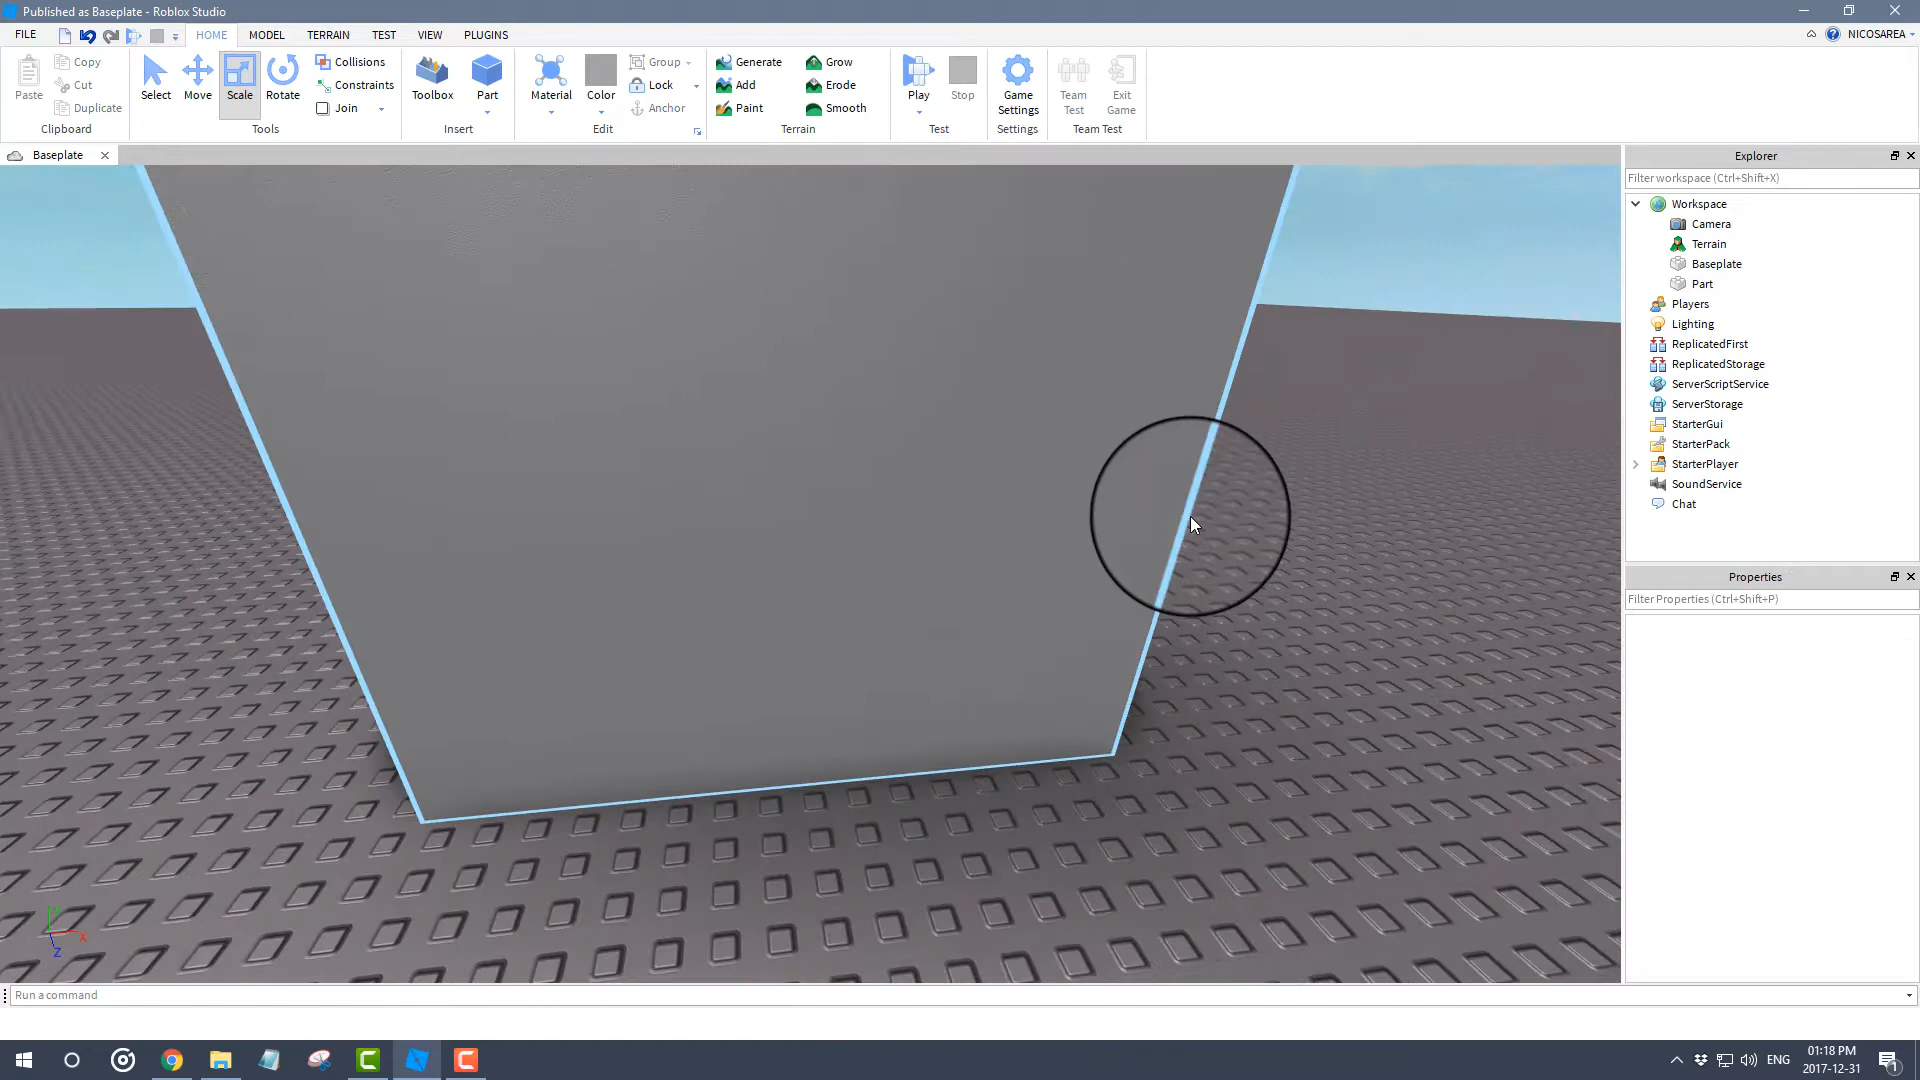 Published as Baseplate - Roblox Studio
FILE HOME MODEL TERRAIN TEST VIEW PLUGINS NICOSAREA
Paste Copy Cut Duplicate
Clipboard
Select Move Scale Rotate Collisions Constraints Join
Tools
Toolbox Part
Insert
Material Color Group Lock Anchor
Edit
Generate Add Paint Grow Erode Smooth
Terrain
Play Stop
Test
Game Settings
Settings
Team Test Exit Game
Team Test
Baseplate
Explorer
Filter workspace (Ctrl+Shift+X)
Workspace
Camera
Terrain
Baseplate
Part
Players
Lighting
ReplicatedFirst
ReplicatedStorage
ServerScriptService
ServerStorage
StarterGui
StarterPack
StarterPlayer
SoundService
Chat
Properties
Filter Properties (Ctrl+Shift+P)
X
Z
Run a command
ENG
01:18 PM
2017-12-31
1